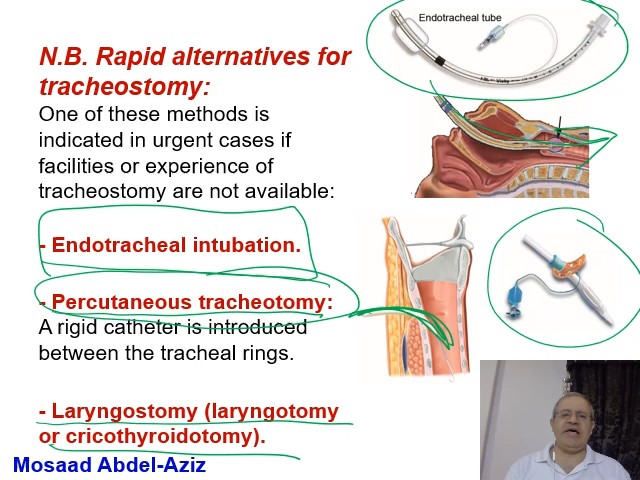 Endotracheal tube
N.B. Rapid alternatives for
tracheostomy:
One of these methods is
indicated in urgent cases if
facilities or experience of
tracheostomy are not available:
- Endotracheal intubation.
- Percutaneous tracheotomy:
A rigid catheter is introduced
between the tracheal rings.
- Laryngostomy (laryngotomy
or cricothyroidotomy).
Mosaad Abdel-Aziz